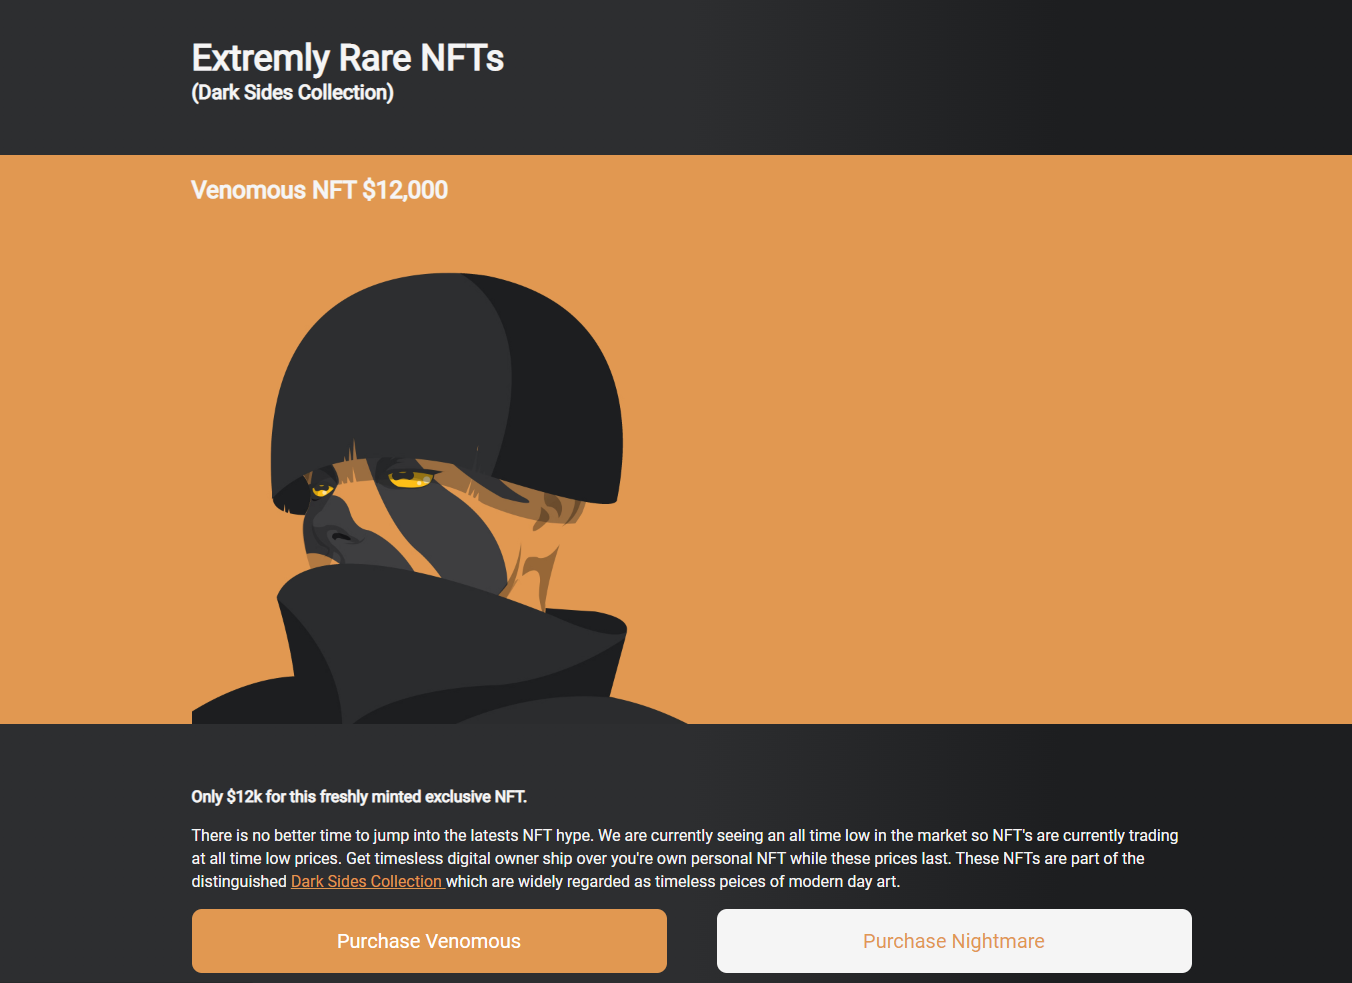 Extremly Rare NFTs
(Dark Sides Collection)
Venomous NFT $12,000
Only $12k for this freshly minted exclusive NFT.
There is no better time to jump into the latests NFT hype. We are currently seeing an all time low in the market so NFT's are currently trading
at all time low prices. Get timesless digital owner ship over you're own personal NFT while these prices last. These NFTs are part of the
distinguished Dark Sides Collection which are widely regarded as timeless peices of modern day art.
Purchase Venomous
Purchase Nightmare